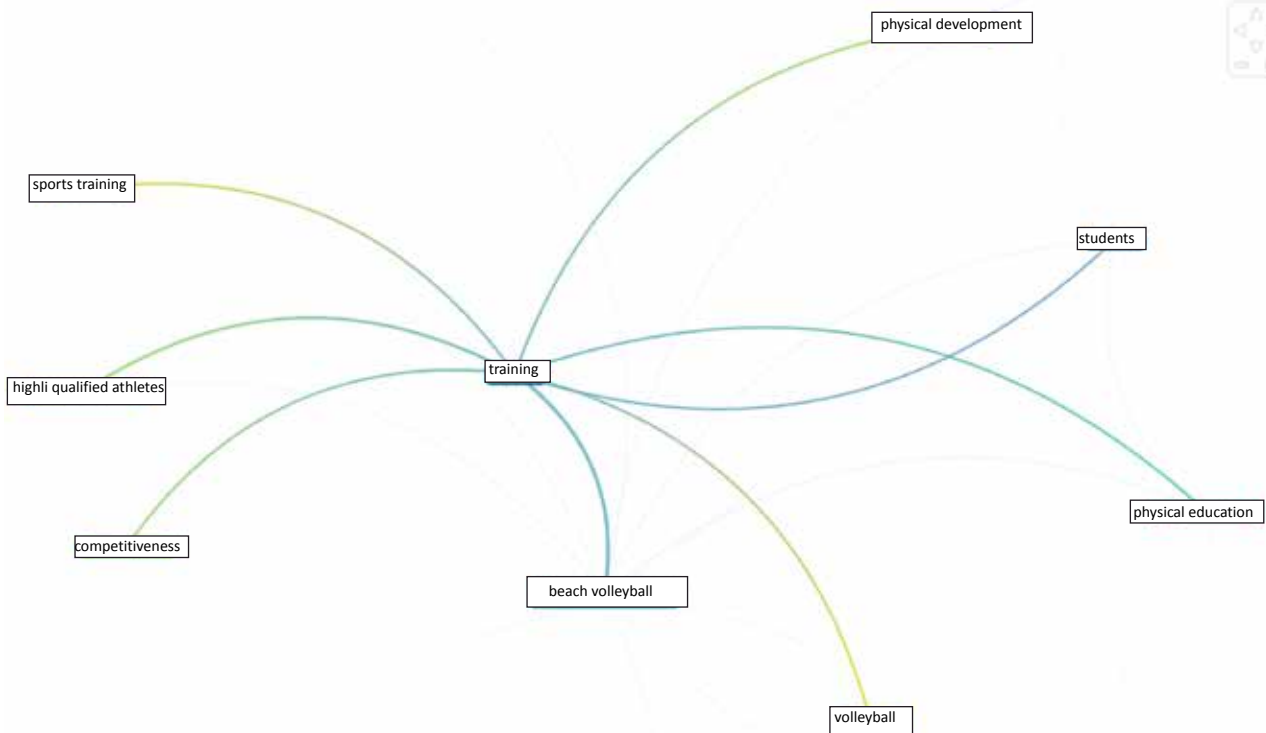 physical development
sports training
students
training
highli qualified athletes
physical education
competitiveness
beach volleyball
volleyball